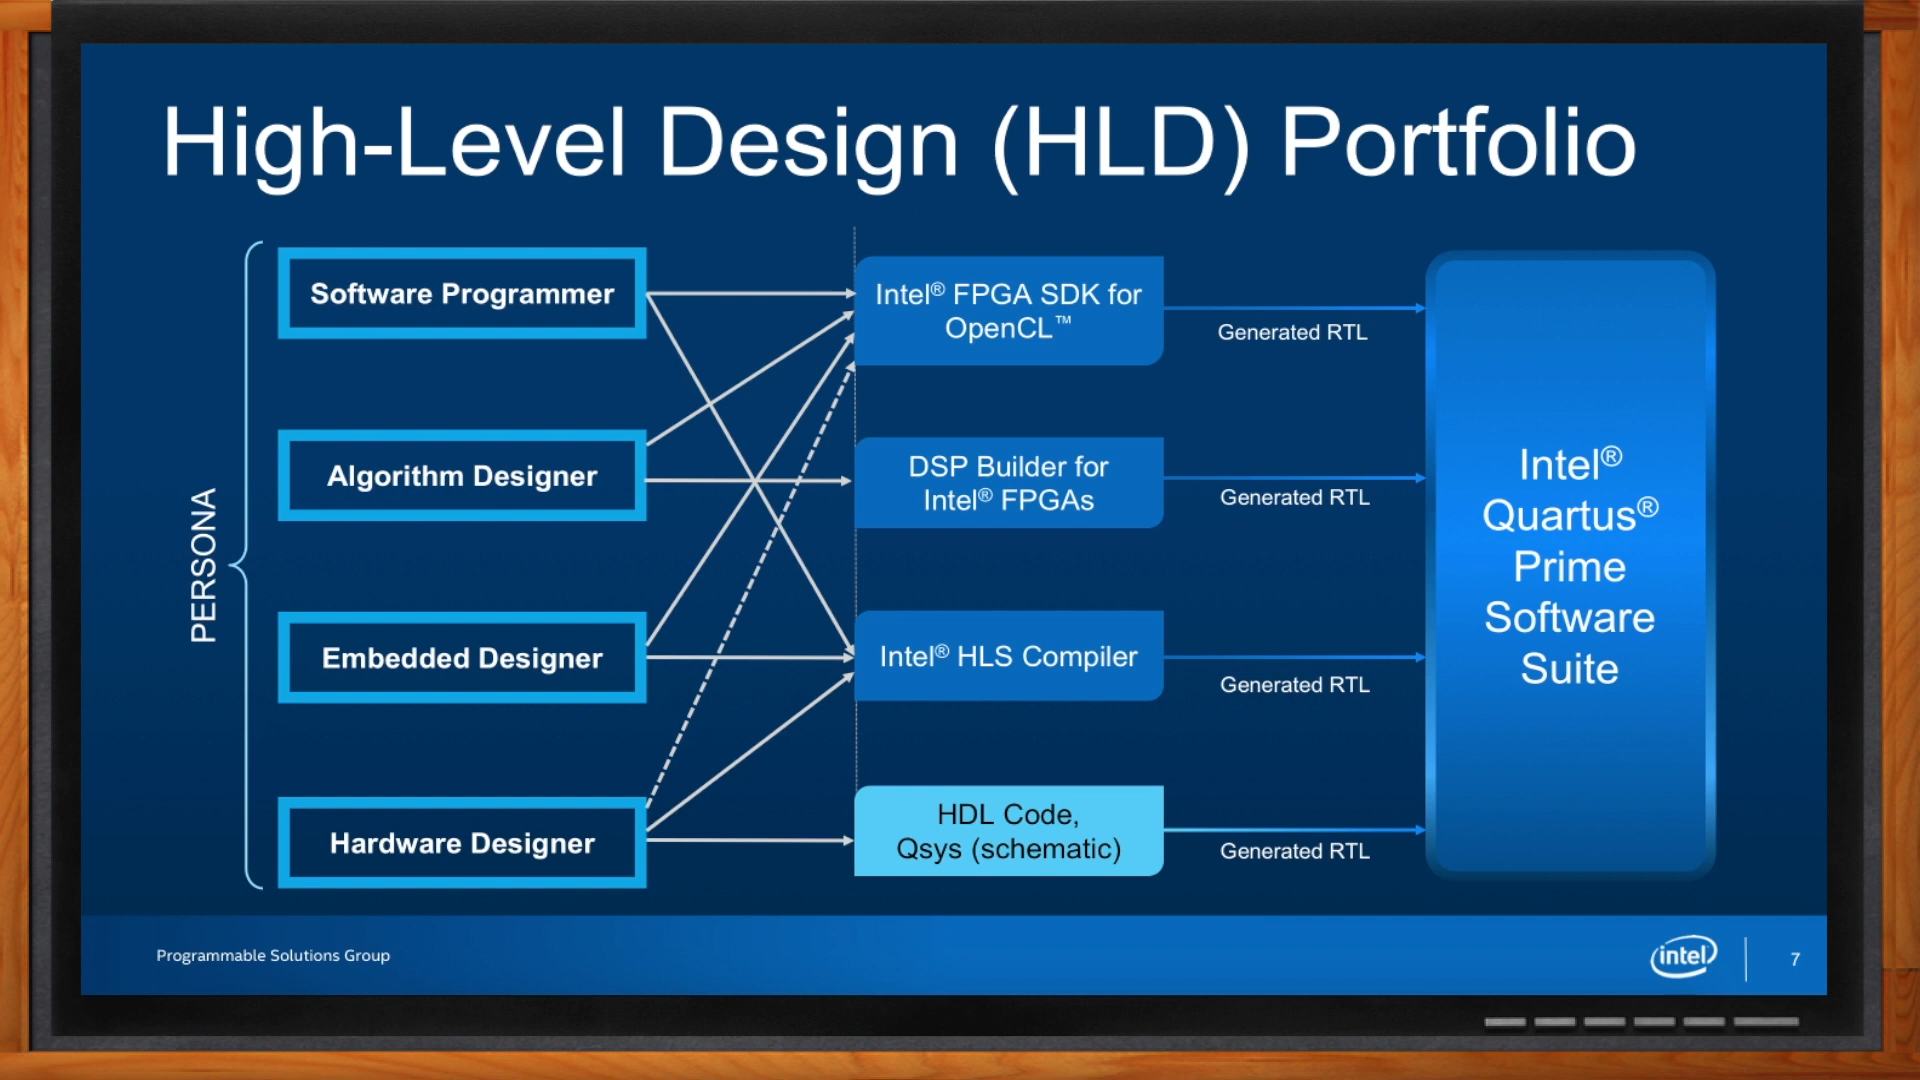 High-Level Design (HLD) Portfolio
PERSONA
Software Programmer
Algorithm Designer
Embedded Designer
Hardware Designer
Intel® FPGA SDK for
OpenCL™
DSP Builder for
Intel® FPGAs
Intel® HLS Compiler
HDL Code,
Qsys (schematic)
Generated RTL
Generated RTL
Generated RTL
Generated RTL
Intel®
Quartus®
Prime
Software
Suite
Programmable Solutions Group
intel
7